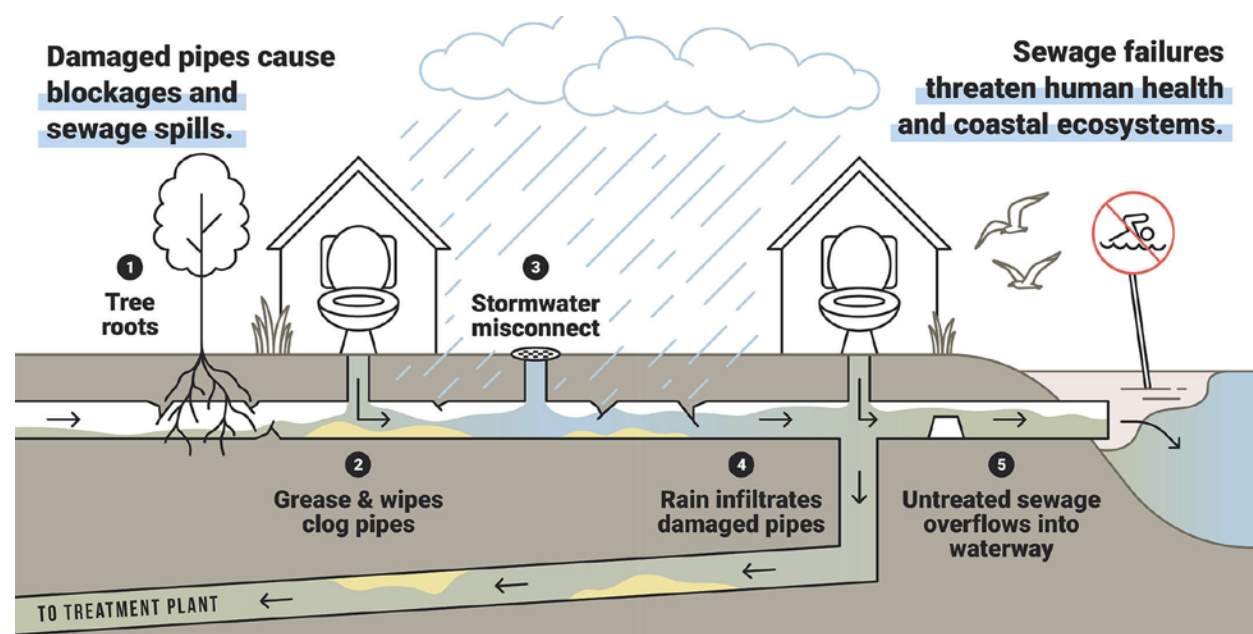 Damaged pipes cause
blockages and
sewage spills.
Sewage failures
threaten human health
and coastal ecosystems.
1
Tree
roots
3
Stormwater
misconnect
2
Grease & wipes
clog pipes
4
Rain infiltrates
damaged pipes
5
Untreated sewage
overflows into
waterway
TO TREATMENT PLANT